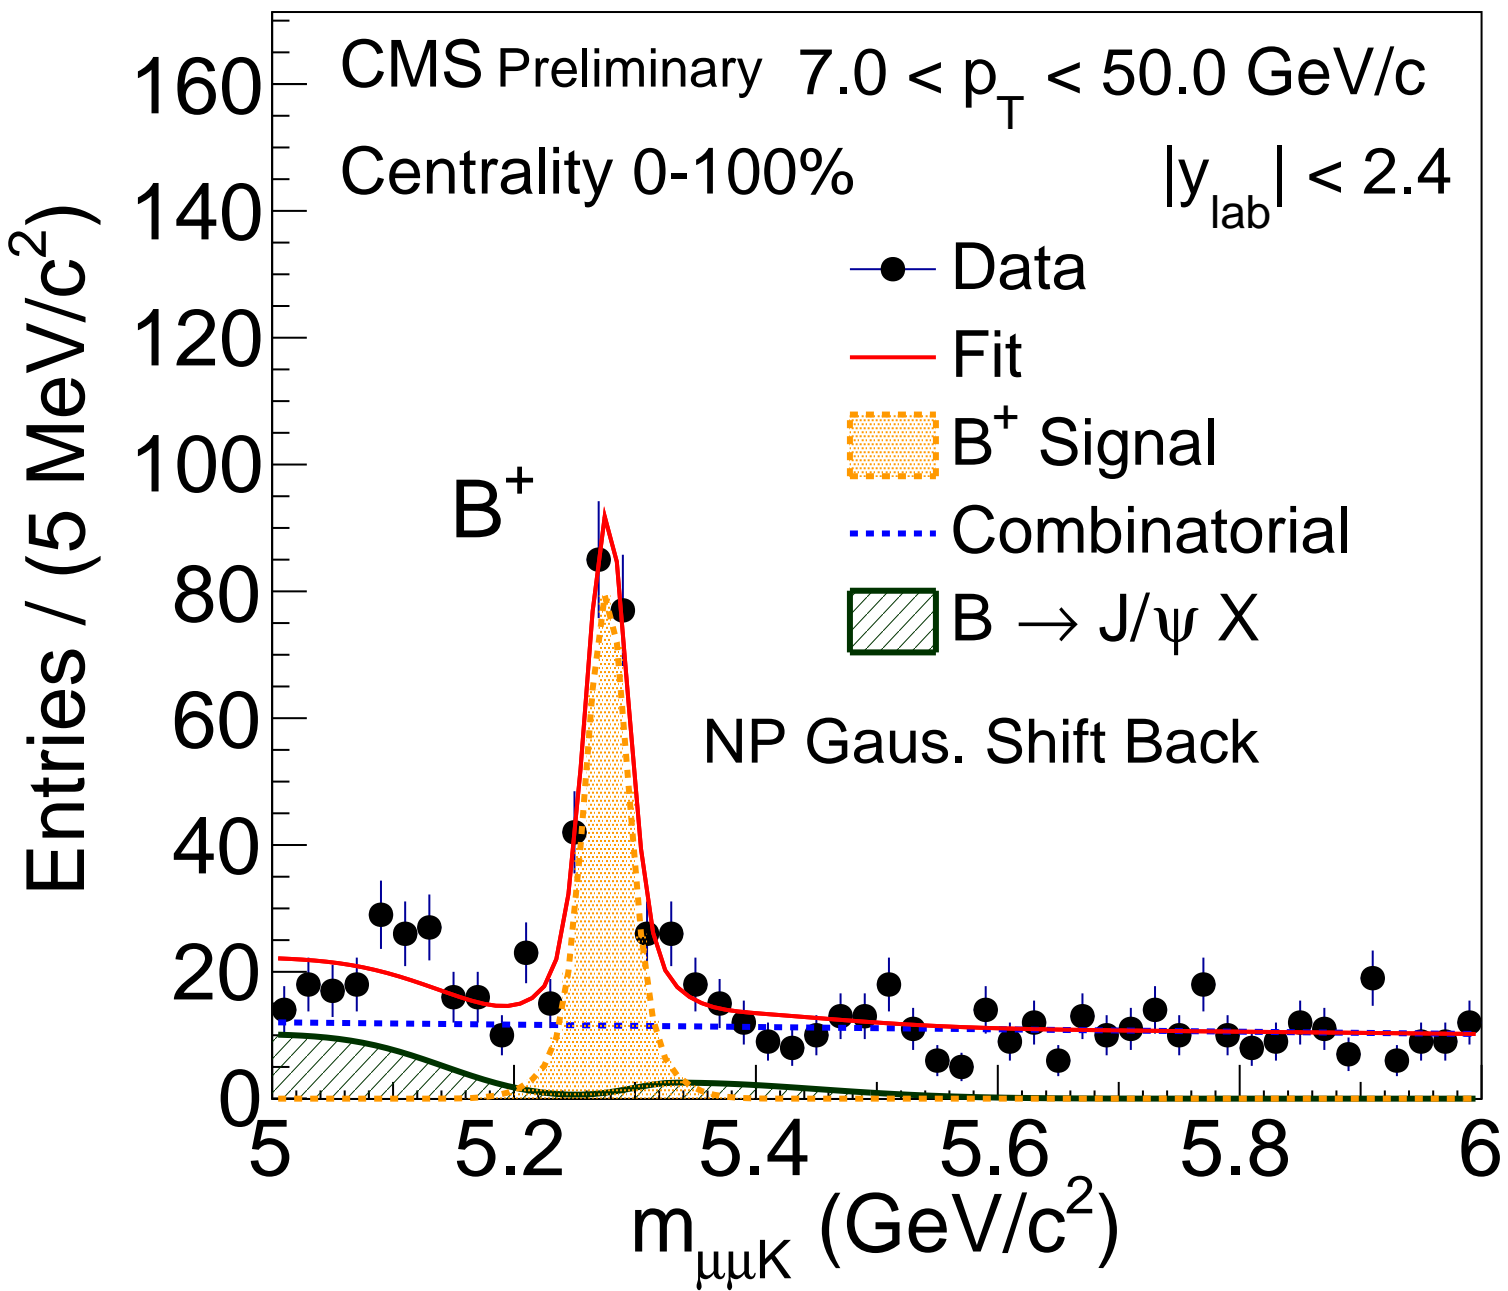 CMS Preliminary 7.0 < p_T < 50.0 GeV/c
Centrality 0-100% |y_lab| < 2.4
Data
Fit
B⁺ Signal
Combinatorial
B → J/ψ X
B⁺
NP Gaus. Shift Back
Entries / (5 MeV/c²)
160
140
120
100
80
60
40
20
0
5 5.2 5.4 5.6 5.8 6
m_μμK (GeV/c²)